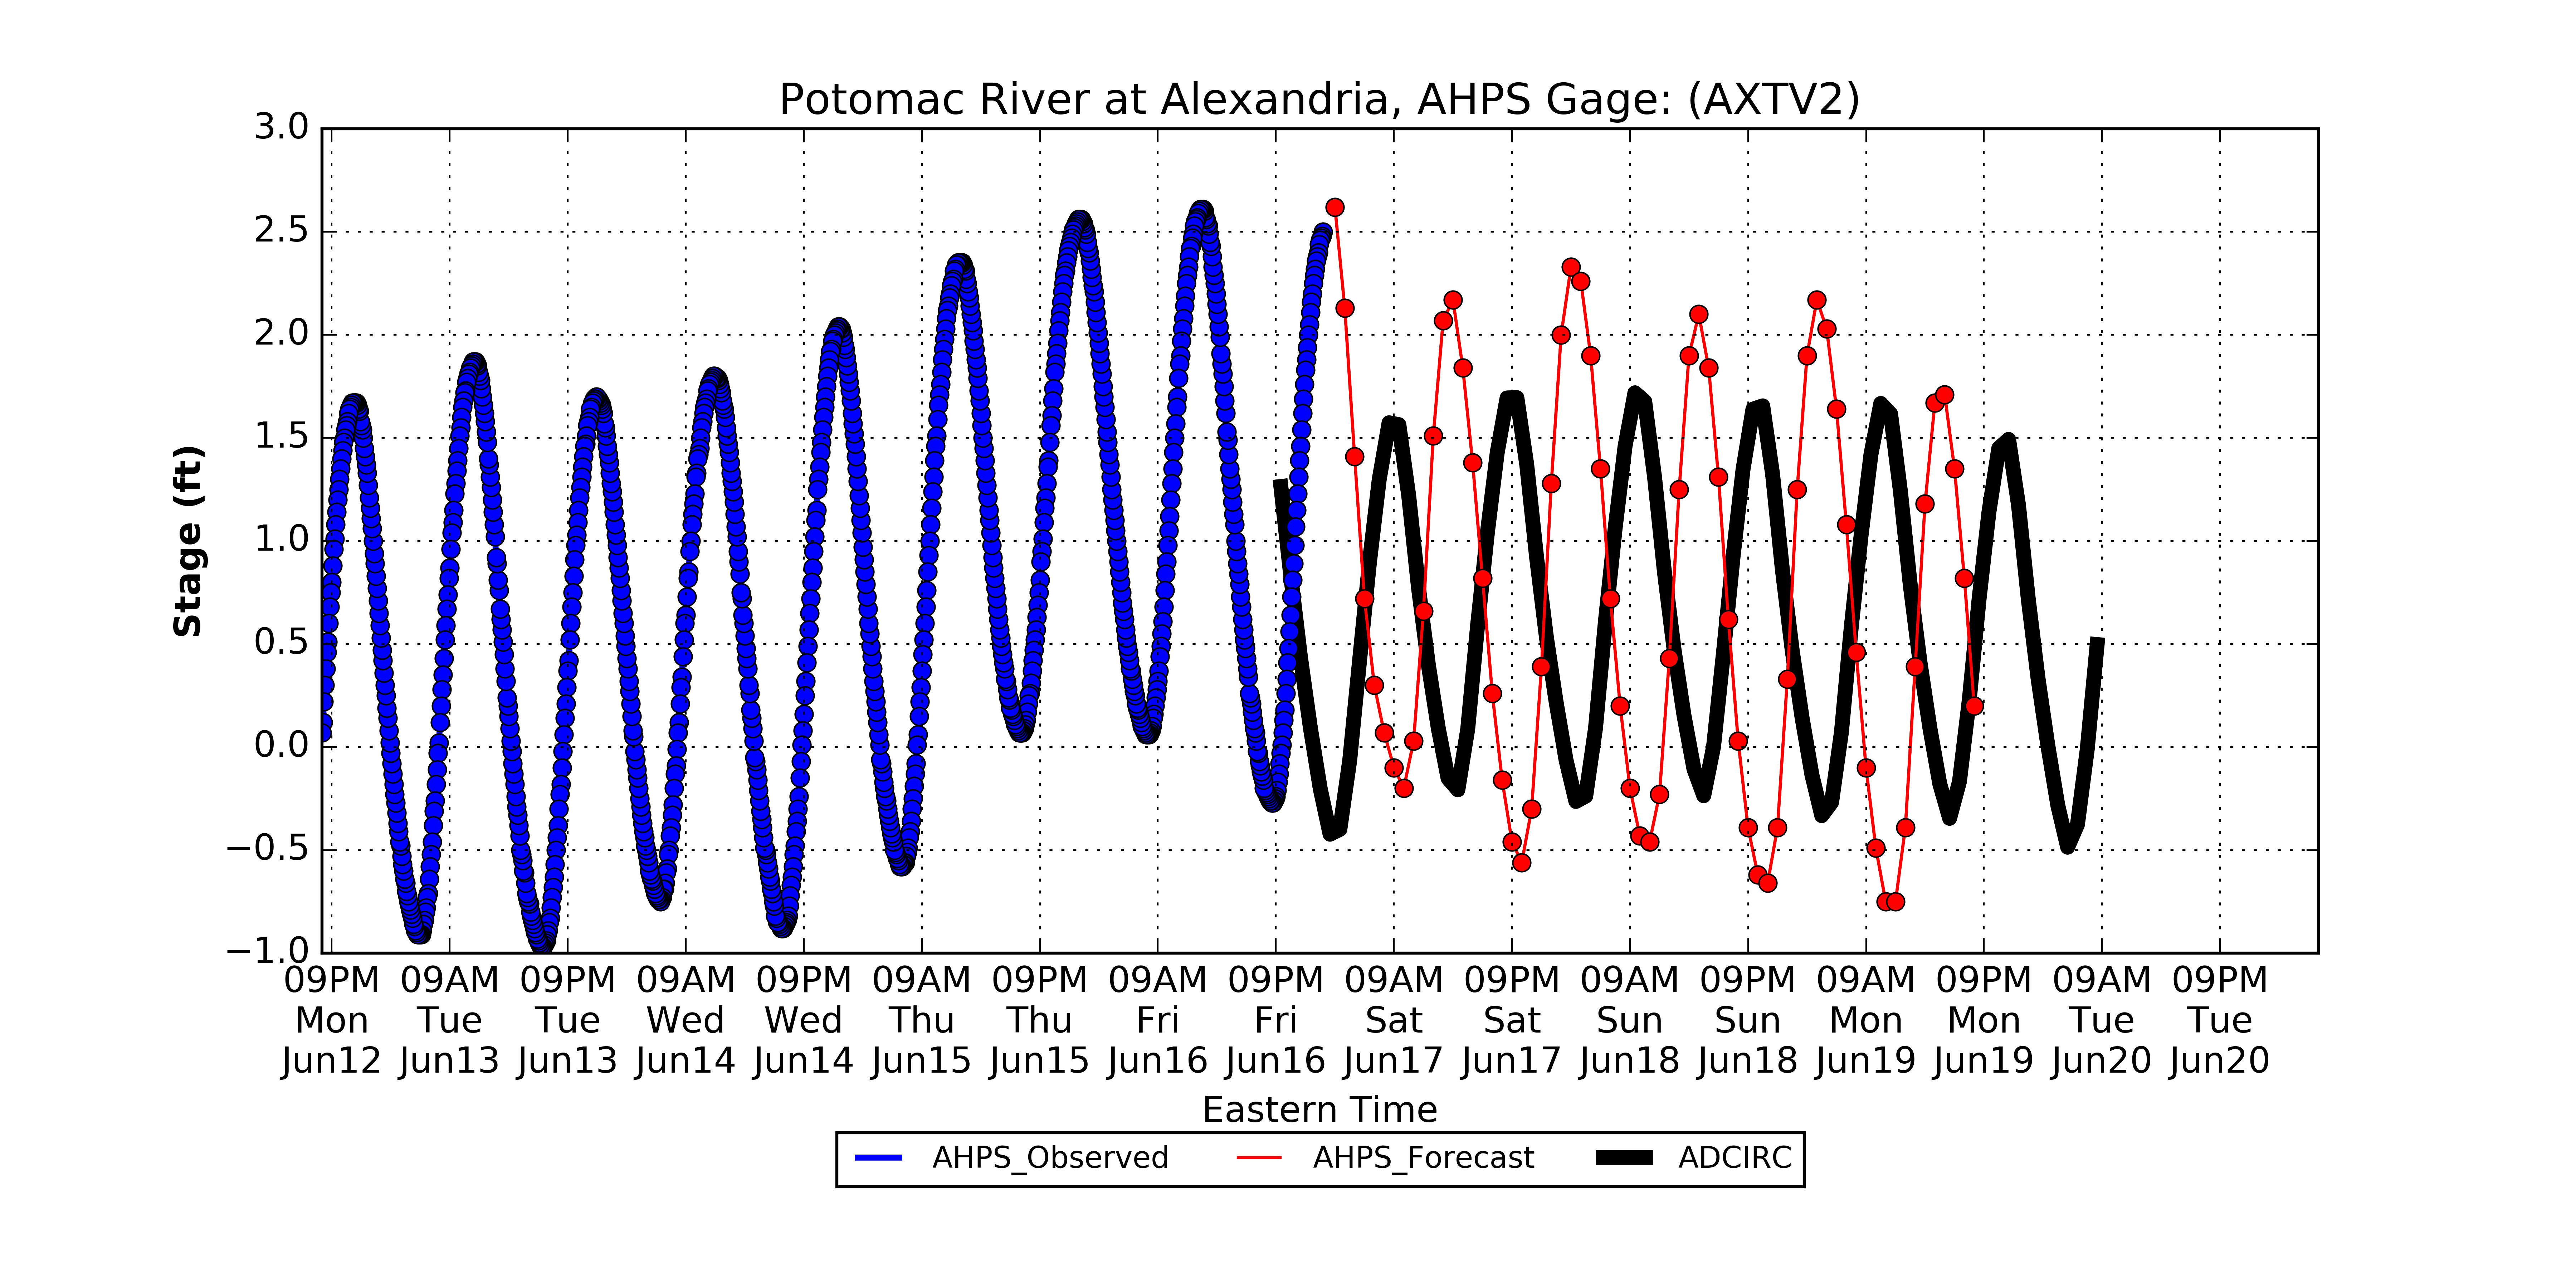 Potomac River at Alexandria, AHPS Gage: (AXTV2)
3.0
2.5
2.0
1.5
1.0
0.5
0.0
−0.5
−1.0
Stage (ft)
09PM 09AM 09PM 09AM 09PM 09AM 09PM 09AM 09PM 09AM 09PM 09AM 09PM 09AM 09PM 09AM 09PM
Mon Tue Tue Wed Wed Thu Thu Fri Fri Sat Sat Sun Sun Mon Mon Tue Tue
Jun12 Jun13 Jun13 Jun14 Jun14 Jun15 Jun15 Jun16 Jun16 Jun17 Jun17 Jun18 Jun18 Jun19 Jun19 Jun20 Jun20
Eastern Time
AHPS_Observed AHPS_Forecast ADCIRC